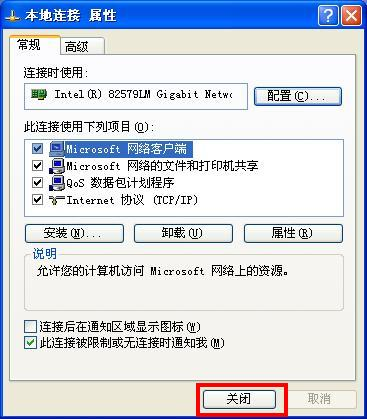 本地连接 属性
常规 高级
连接时使用:
Intel(R) 82579LM Gigabit Netwo
配置(C)...
此连接使用下列项目(O):
Microsoft 网络客户端
Microsoft 网络的文件和打印机共享
QoS 数据包计划程序
Internet 协议 (TCP/IP)
安装(N)... 卸载(U) 属性(R)
说明
允许您的计算机访问 Microsoft 网络上的资源。
连接后在通知区域显示图标(W)
此连接被限制或无连接时通知我(M)
关闭 取消